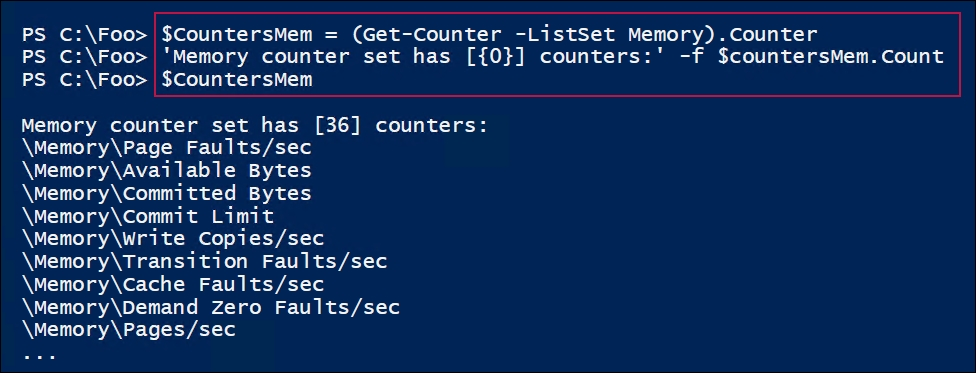 PS C:\Foo> $CountersMem = (Get-Counter -ListSet Memory).Counter
PS C:\Foo> 'Memory counter set has [{0}] counters:' -f $countersMem.Count
PS C:\Foo> $CountersMem
Memory counter set has [36] counters:
\Memory\Page Faults/sec
\Memory\Available Bytes
\Memory\Committed Bytes
\Memory\Commit Limit
\Memory\Write Copies/sec
\Memory\Transition Faults/sec
\Memory\Cache Faults/sec
\Memory\Demand Zero Faults/sec
\Memory\Pages/sec
...